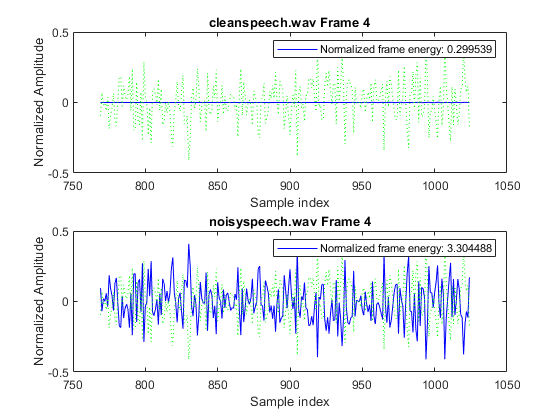 cleanspeech.wav Frame 4
Normalized Amplitude
0.5
0
-0.5
Normalized frame energy: 0.299539
750 800 850 900 950 1000 1050
Sample index
noisyspeech.wav Frame 4
Normalized Amplitude
0.5
0
-0.5
Normalized frame energy: 3.304488
750 800 850 900 950 1000 1050
Sample index